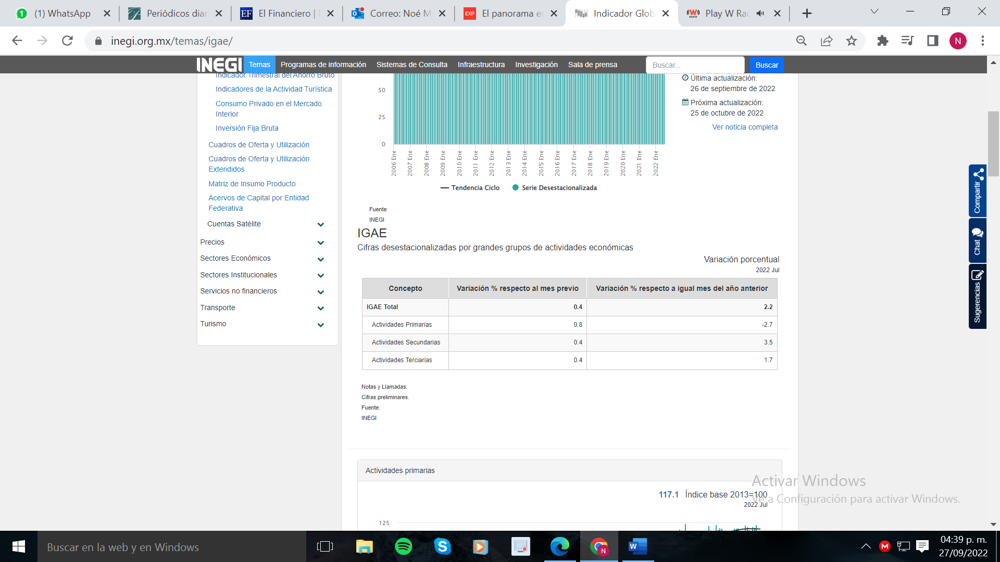 (1) WhatsApp
Periódicos diar
El Financiero |
Correo: Noé M
EXP
El panorama ec
Indicador Glob
Play W Rac
inegi.org.mx/temas/igae/
N
INEGI
Temas
Programas de información
Sistemas de Consulta
Infraestructura
Investigación
Sala de prensa
Buscar...
Buscar
Indicador Trimestral del Ahorro Bruto
Indicadores de la Actividad Turística
Consumo Privado en el Mercado
Interior
Inversión Fija Bruta
Cuadros de Oferta y Utilización
Cuadros de Oferta y Utilización
Extendidos
Matriz de Insumo Producto
Acervos de Capital por Entidad
Federativa
Cuentas Satélite
Precios
Sectores Económicos
Sectores Institucionales
Servicios no financieros
Transporte
Turismo
50
25
0
2006 Ene
2007 Ene
2008 Ene
2009 Ene
2010 Ene
2011 Ene
2012 Ene
2013 Ene
2014 Ene
2015 Ene
2016 Ene
2017 Ene
2018 Ene
2019 Ene
2020 Ene
2021 Ene
2022 Ene
Tendencia Ciclo
Serie Desestacionalizada
Última actualización:
26 de septiembre de 2022
Próxima actualización:
25 de octubre de 2022
Ver noticia completa
Fuente:
INEGI
IGAE
Cifras desestacionalizadas por grandes grupos de actividades económicas
Variación porcentual
2022 Jul
Concepto Variación % respecto al mes previo Variación % respecto a igual mes del año anterior
IGAE Total 0.4 2.2
Actividades Primarias 0.8 -2.7
Actividades Secundarias 0.4 3.5
Actividades Terciarias 0.4 1.7
Notas y Llamadas:
Cifras preliminares.
Fuente:
INEGI
Actividades primarias
117.1 Índice base 2013=100
2022 Jul
125
Compartir
Chat
Sugerencias
Activar Windows
Ve a Configuración para activar Windows.
Buscar en la web y en Windows
04:39 p. m.
27/09/2022